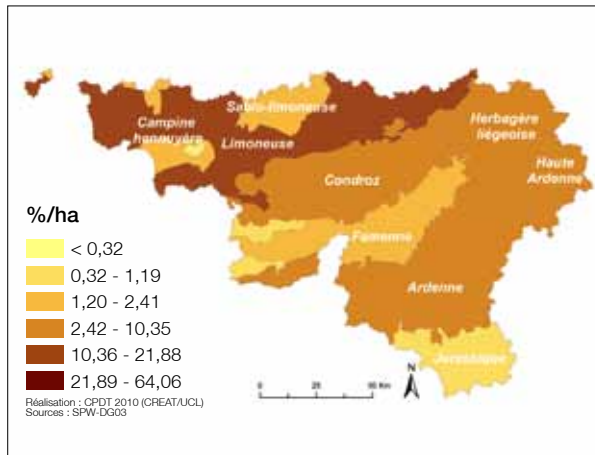 Sablo-limoneuse
Campine
hennuyère
Limoneuse
Herbagère
liégeoise
Haute
Ardenne
Condroz
Famenne
Ardenne
Jurassique
%/ha
< 0,32
0,32 - 1,19
1,20 - 2,41
2,42 - 10,35
10,36 - 21,88
21,89 - 64,06
Réalisation : CPDT 2010 (CREAT/UCL)
Sources : SPW-DG03
N
0 25 50 Km